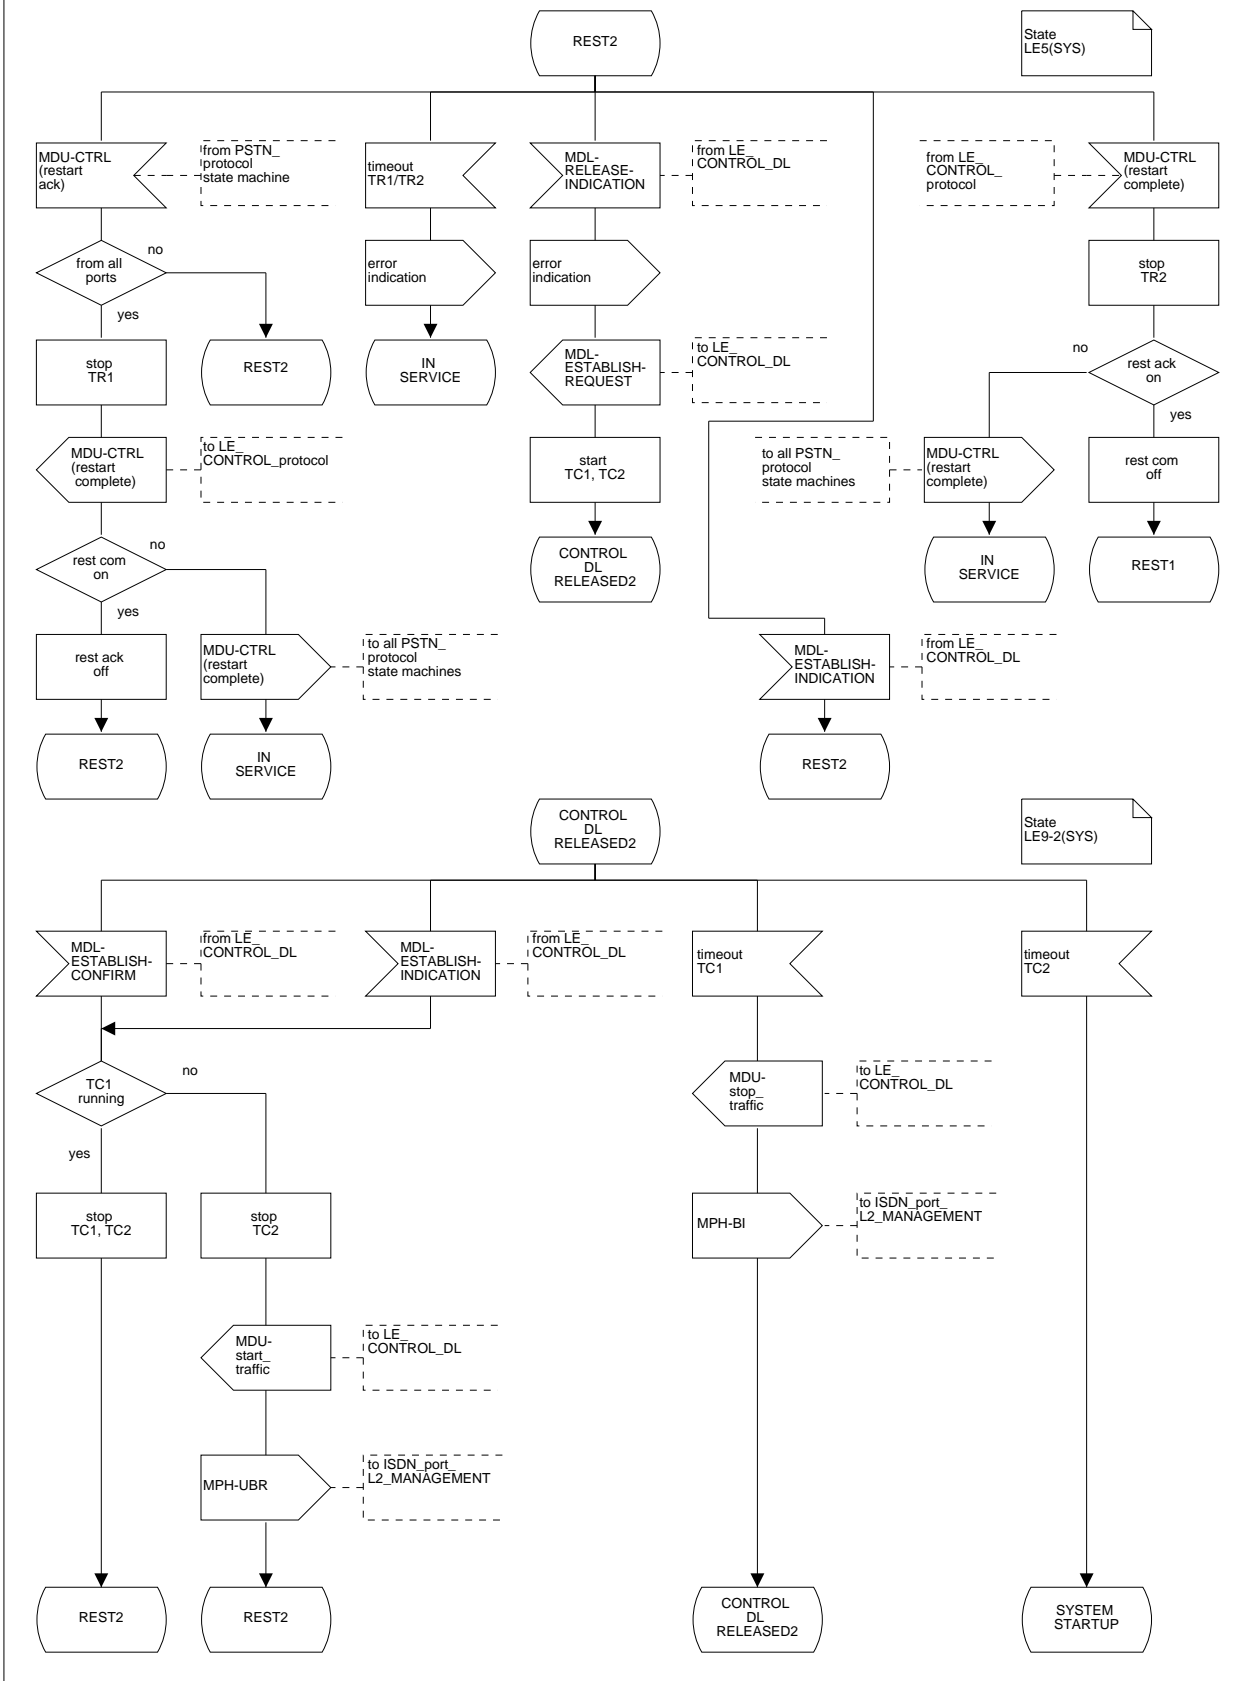 REST2
State
LE5(SYS)
MDU-CTRL
(restart
ack)
from PSTN_
protocol
state machine
timeout
TR1/TR2
MDL-
RELEASE-
INDICATION
from LE_
CONTROL_DL
from LE_
CONTROL_
protocol
MDU-CTRL
(restart
complete)
from all
ports
no
yes
error
indication
error
indication
stop
TR2
stop
TR1
REST2
IN
SERVICE
MDL-
ESTABLISH-
REQUEST
to LE_
CONTROL_DL
no
rest ack
on
yes
MDU-CTRL
(restart
complete)
to LE_
CONTROL_protocol
start
TC1, TC2
to all PSTN_
protocol
state machines
MDU-CTRL
(restart
complete)
rest com
off
rest com
on
no
yes
CONTROL
DL
RELEASED2
IN
SERVICE
REST1
rest ack
off
MDU-CTRL
(restart
complete)
to all PSTN_
protocol
state machines
MDL-
ESTABLISH-
INDICATION
from LE_
CONTROL_DL
REST2
IN
SERVICE
REST2
CONTROL
DL
RELEASED2
State
LE9-2(SYS)
MDL-
ESTABLISH-
CONFIRM
from LE_
CONTROL_DL
MDL-
ESTABLISH-
INDICATION
from LE_
CONTROL_DL
timeout
TC1
timeout
TC2
TC1
running
no
yes
MDU-
stop_
traffic
to LE_
CONTROL_DL
stop
TC1, TC2
stop
TC2
MPH-BI
to ISDN_port_
L2_MANAGEMENT
MDU-
start_
traffic
to LE_
CONTROL_DL
MPH-UBR
to ISDN_port_
L2_MANAGEMENT
REST2
REST2
CONTROL
DL
RELEASED2
SYSTEM
STARTUP